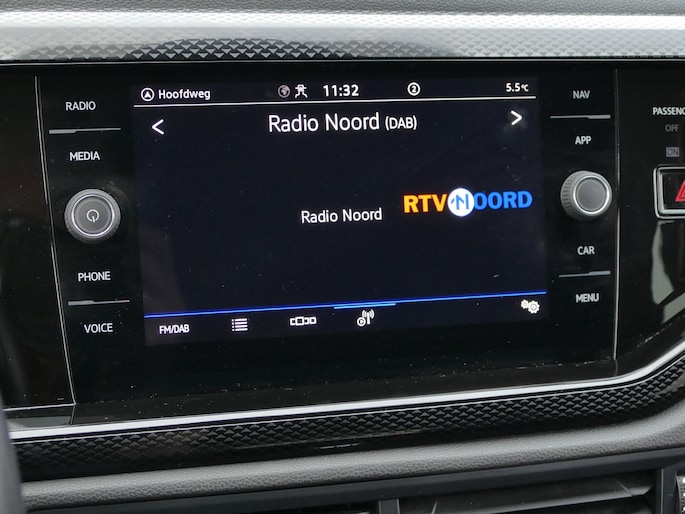 RADIO
MEDIA
PHONE
VOICE
Hoofdweg 11:32 2 5.5°C
< Radio Noord (DAB) >
Radio Noord RTV NOORD
FM/DAB
NAV
APP
CAR
MENU
PASSENG
OFF
ON